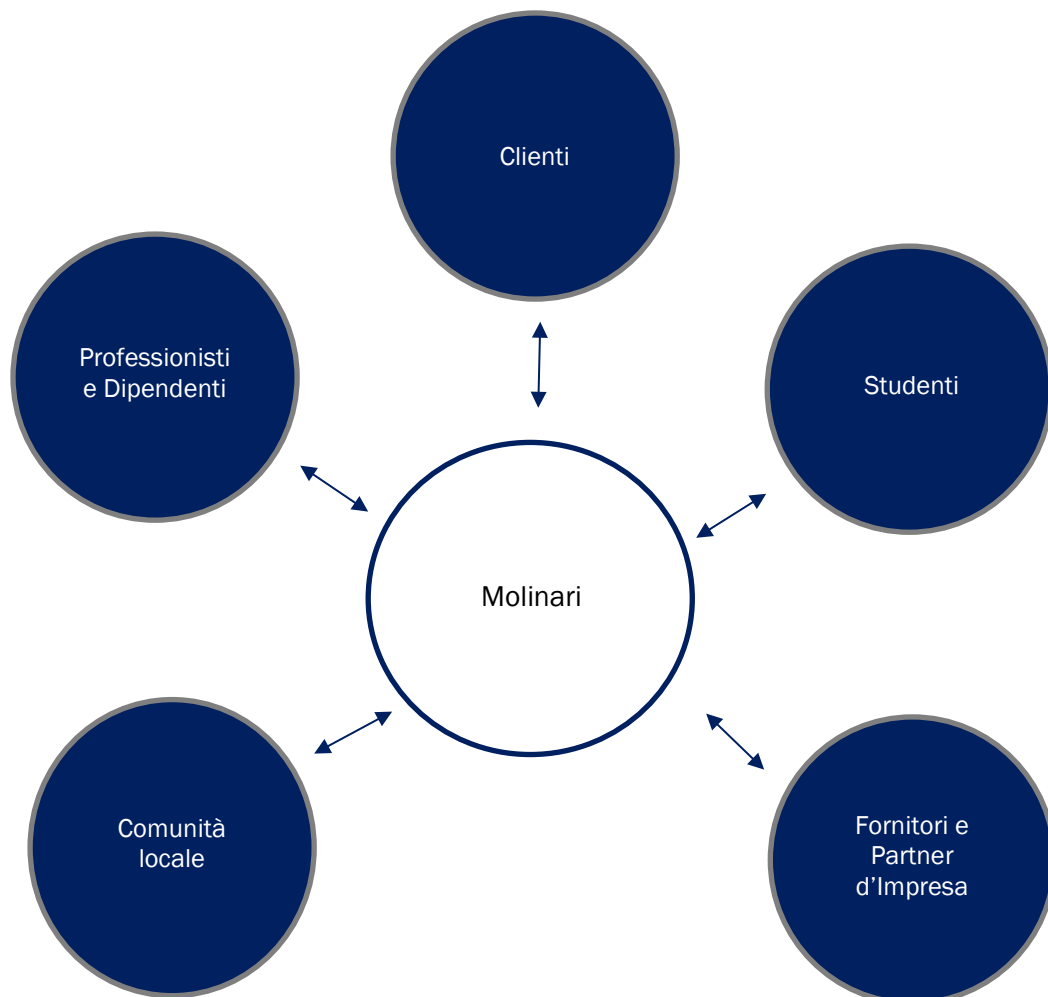 Clienti
Professionisti
e Dipendenti
Studenti
Molinari
Comunità
locale
Fornitori e
Partner
d’Impresa